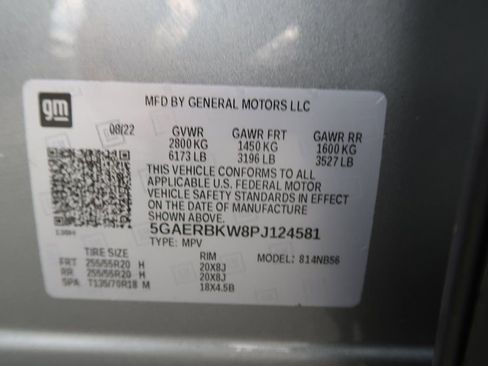 gm
MFD BY GENERAL MOTORS LLC
08/22 GVWR GAWR FRT GAWR RR
2800 KG 1450 KG 1600 KG
6173 LB 3196 LB 3527 LB
THIS VEHICLE CONFORMS TO ALL
APPLICABLE U.S. FEDERAL MOTOR
VEHICLE SAFETY STANDARDS IN EFFECT
ON THE DATE OF MANUFACTURE
SHOWN ABOVE.
5GAERBKW8PJ124581
TYPE: MPV
TIRE SIZE RIM MODEL: 814NB56
FRT 255/55R20 H 20X8J
RR 255/55R20 H 20X8J
SPA: T135/70R18 M 18X4.5B